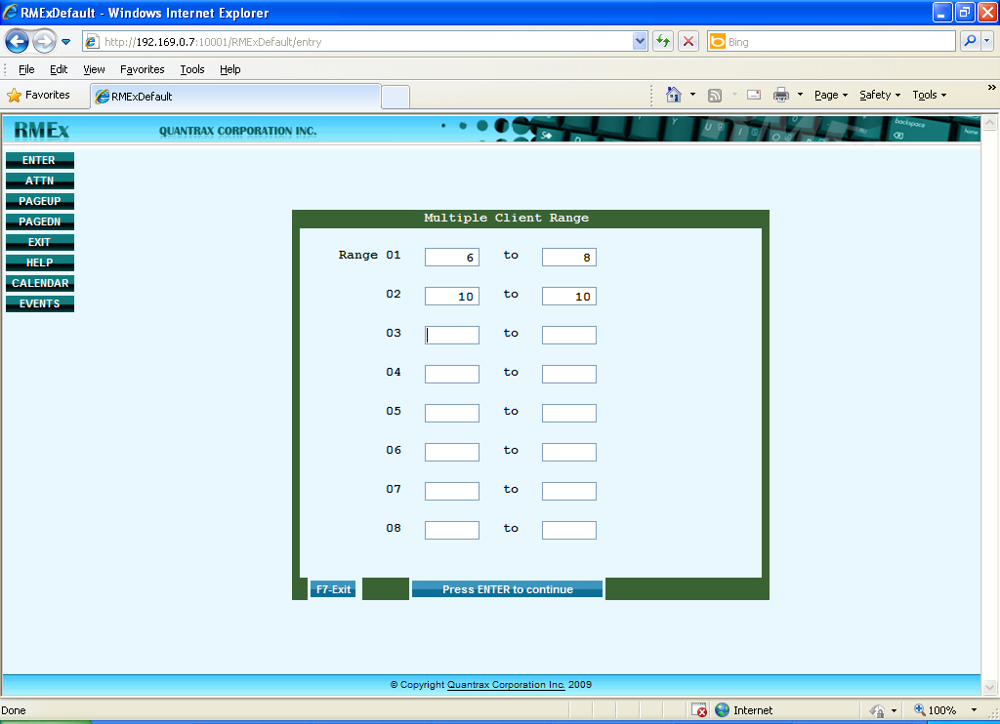 RMExDefault - Windows Internet Explorer
http://192.169.0.7:10001/RMExDefault/entry
Bing
File Edit View Favorites Tools Help
Favorites RMExDefault Page Safety Tools
RMEx QUANTRAX CORPORATION INC.
backspace
home
ENTER
ATTN
PAGEUP
PAGEDN
EXIT
HELP
CALENDAR
EVENTS
Multiple Client Range
Range 01 6 to 8
02 10 to 10
03 to
04 to
05 to
06 to
07 to
08 to
F7-Exit Press ENTER to continue
© Copyright Quantrax Corporation Inc. 2009
Done Internet 100%